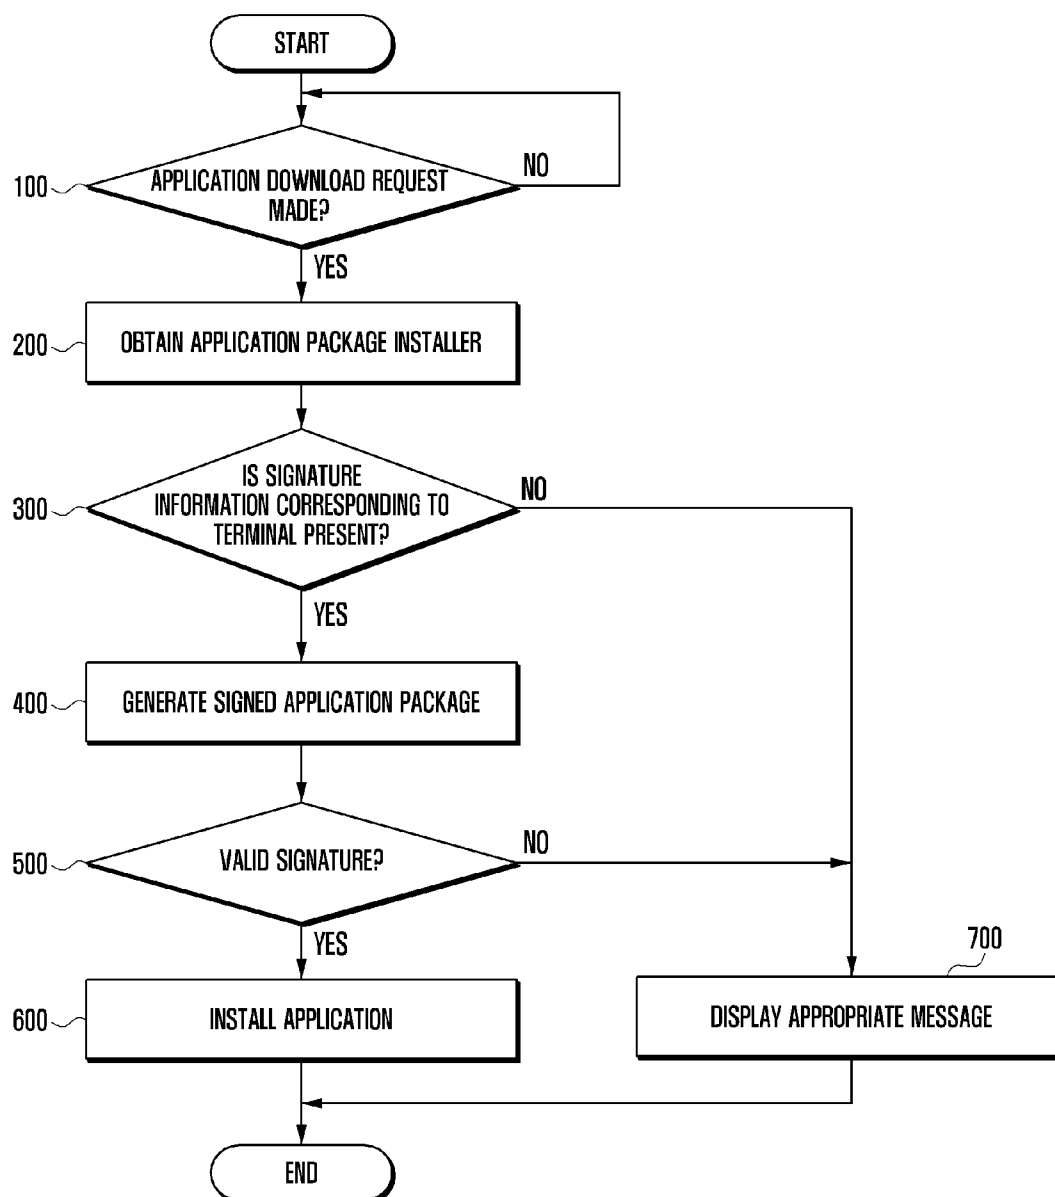 START
100
APPLICATION DOWNLOAD REQUEST
MADE?
NO
YES
200
OBTAIN APPLICATION PACKAGE INSTALLER
300
IS SIGNATURE
INFORMATION CORRESPONDING TO
TERMINAL PRESENT?
NO
YES
400
GENERATE SIGNED APPLICATION PACKAGE
500
VALID SIGNATURE?
NO
YES
600
INSTALL APPLICATION
700
DISPLAY APPROPRIATE MESSAGE
END